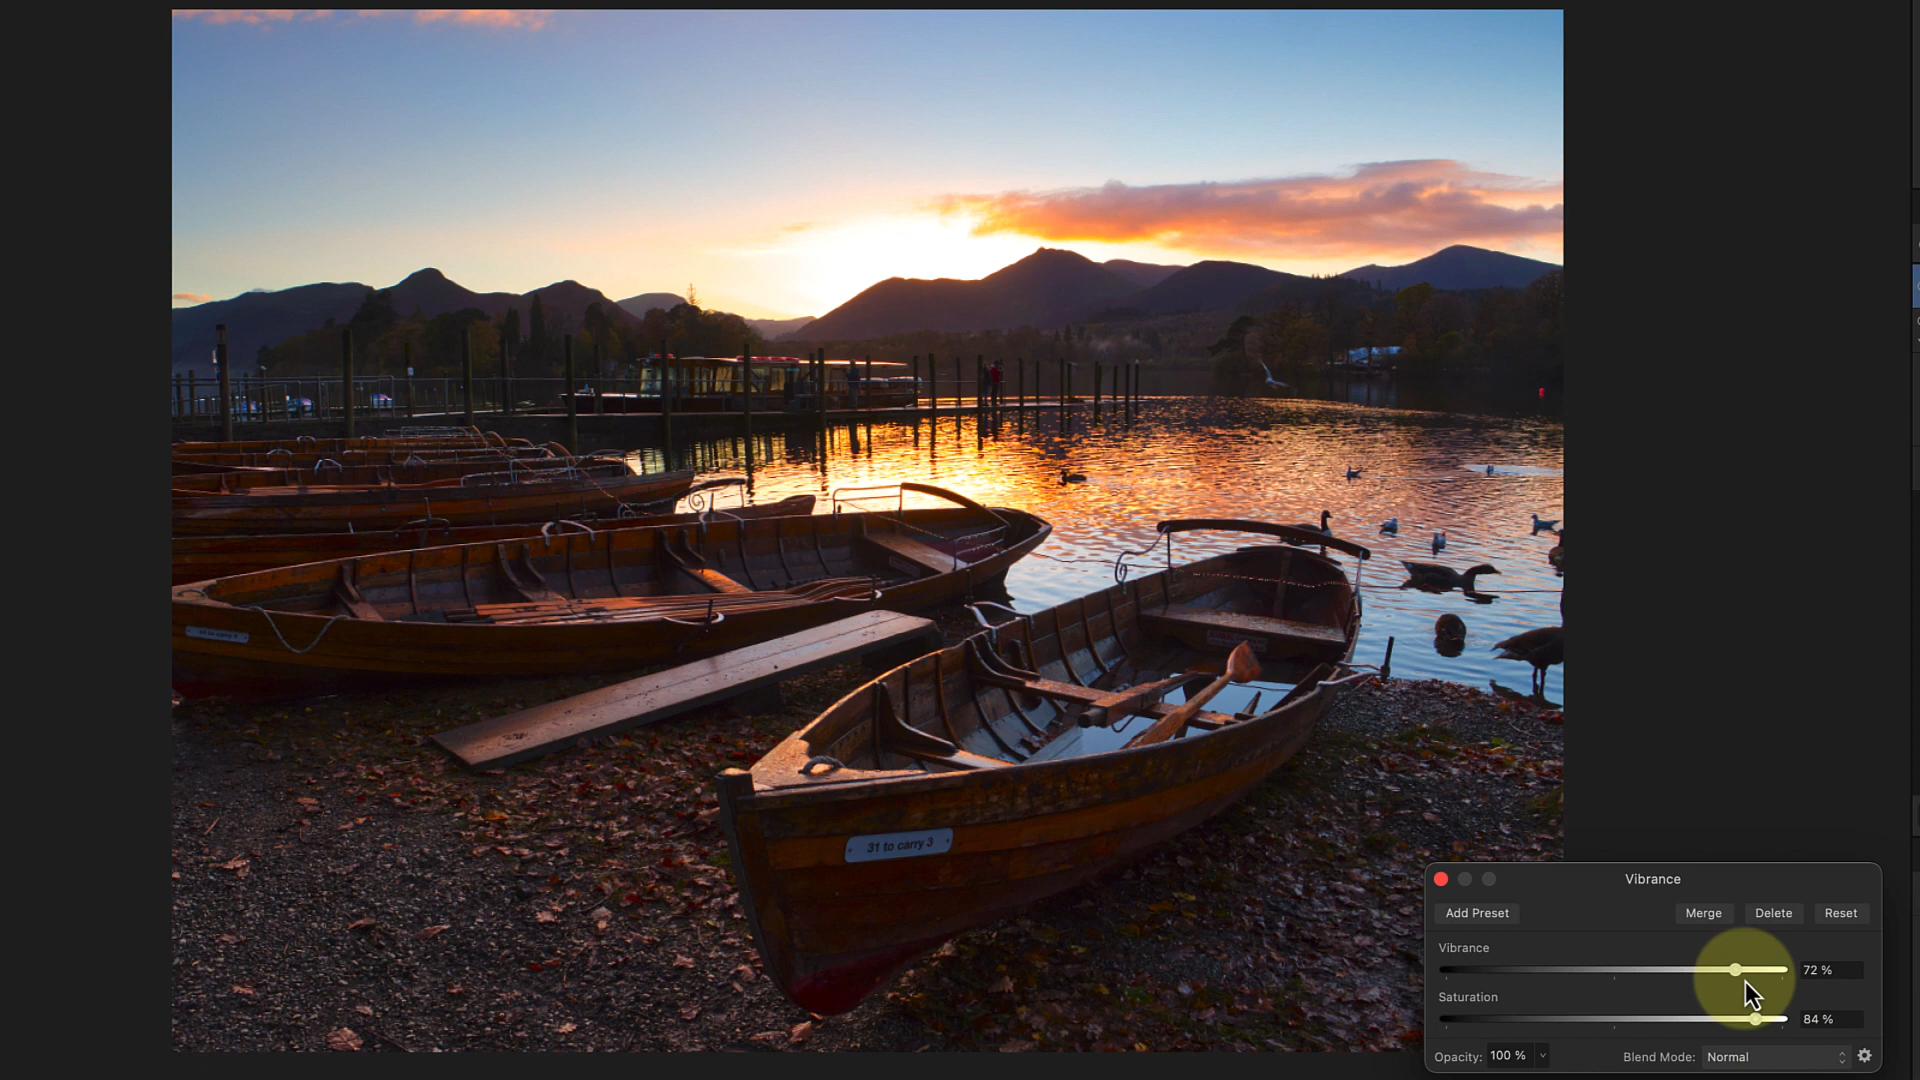 31 to carry 3
Vibrance
Add Preset
Merge
Delete
Reset
Vibrance
72 %
Saturation
84 %
Opacity: 100 %
Blend Mode: Normal